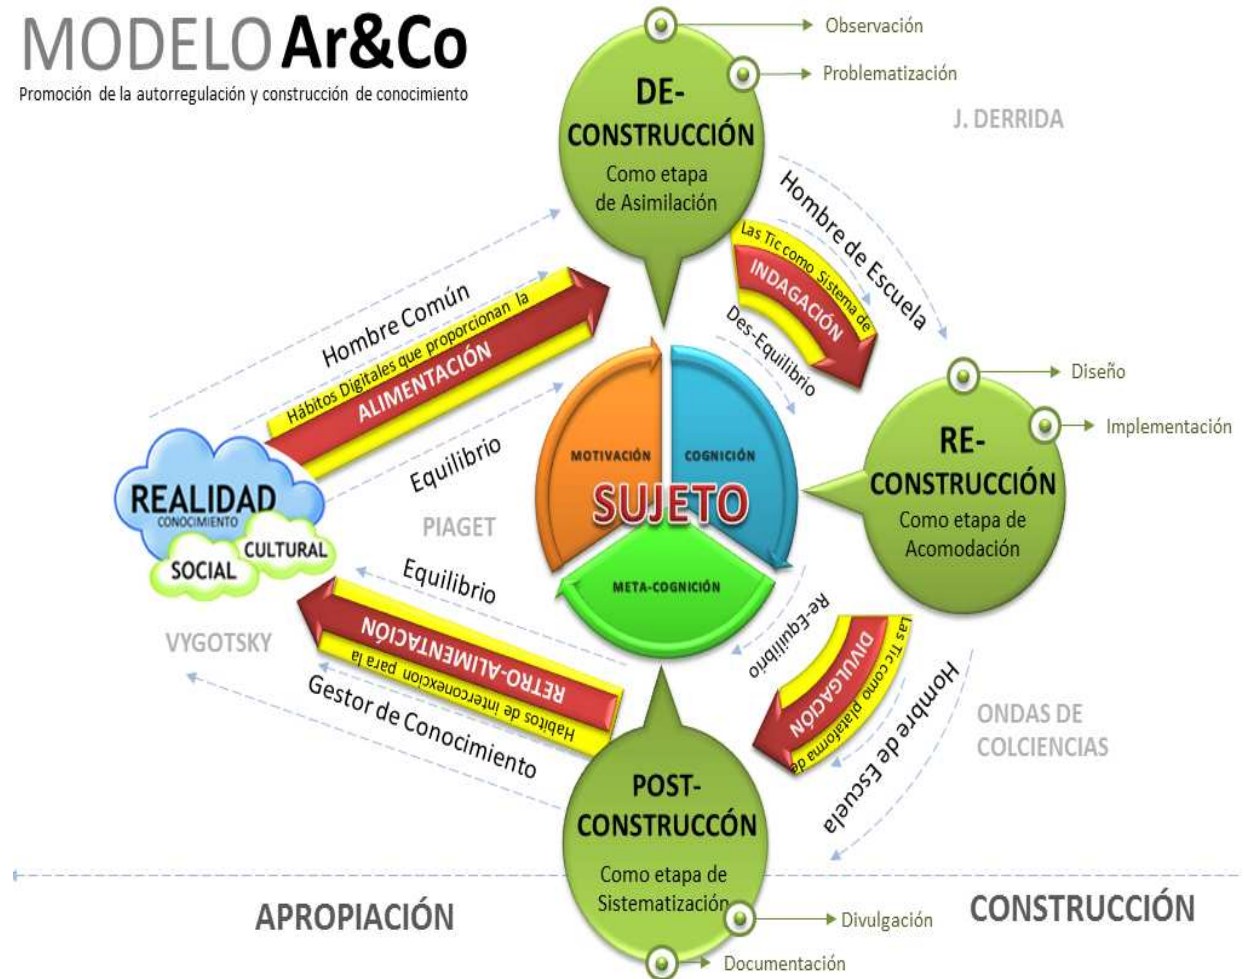 MODELO Ar&Co
Promoción de la autorregulación y construcción de conocimiento
Observación
Problematización
DE-
CONSTRUCCIÓN
Como etapa
de Asimilación
J. DERRIDA
Hombre de Escuela
Las Tic como Sistema de
INDAGACIÓN
Des-Equilibrio
Hombre Común
Hábitos Digitales que proporcionan la
ALIMENTACIÓN
Equilibrio
Diseño
Implementación
RE-
CONSTRUCCIÓN
Como etapa de
Acomodación
MOTIVACIÓN
COGNICIÓN
SUJETO
META-COGNICIÓN
REALIDAD
CONOCIMIENTO
CULTURAL
SOCIAL
PIAGET
VYGOTSKY
Equilibrio
RETRO-ALIMENTACIÓN
Habitos de interconexción para la
Gestor de Conocimiento
Re-Equilibrio
DIVULGACIÓN
Las Tic como plataforma de
Hombre de Escuela
ONDAS DE
COLCIENCIAS
POST-
CONSTRUCCÓN
Como etapa de
Sistematización
Divulgación
Documentación
APROPIACIÓN
CONSTRUCCIÓN